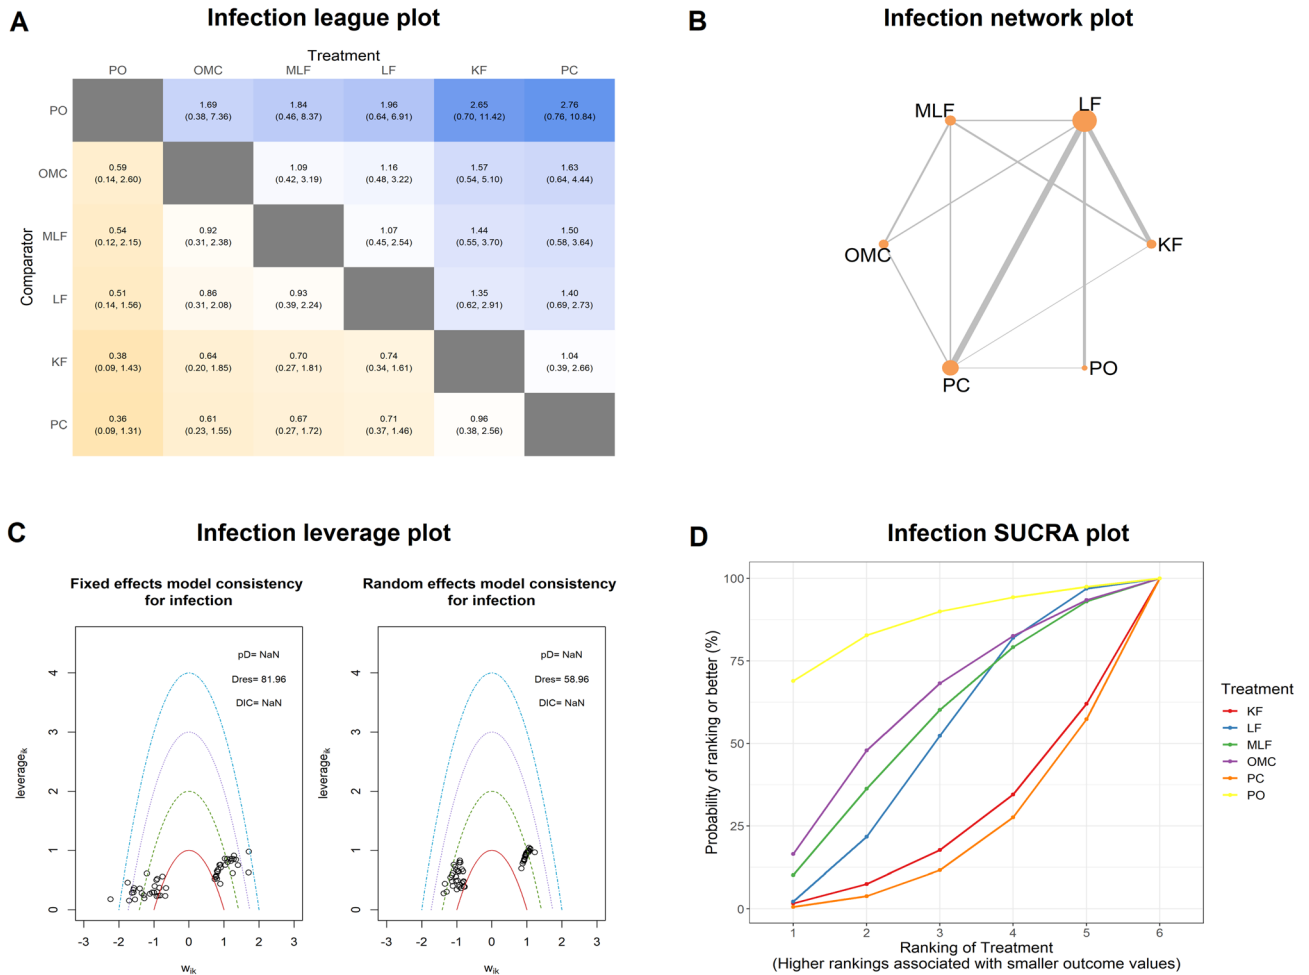 A
Infection league plot
Treatment
PO OMC MLF LF KF PC
Comparator
PO
1.69 1.84 1.96 2.65 2.76
(0.38, 7.36) (0.46, 8.37) (0.64, 6.91) (0.70, 11.42) (0.76, 10.84)
OMC
0.59 1.09 1.16 1.57 1.63
(0.14, 2.60) (0.42, 3.19) (0.48, 3.22) (0.54, 5.10) (0.64, 4.44)
MLF
0.54 0.92 1.07 1.44 1.50
(0.12, 2.15) (0.31, 2.38) (0.45, 2.54) (0.55, 3.70) (0.58, 3.64)
LF
0.51 0.86 0.93 1.35 1.40
(0.14, 1.56) (0.31, 2.08) (0.39, 2.24) (0.62, 2.91) (0.69, 2.73)
KF
0.38 0.64 0.70 0.74 1.04
(0.09, 1.43) (0.20, 1.85) (0.27, 1.81) (0.34, 1.61) (0.39, 2.66)
PC
0.36 0.61 0.67 0.71 0.96
(0.09, 1.31) (0.23, 1.55) (0.27, 1.72) (0.37, 1.46) (0.38, 2.56)
B
Infection network plot
LF
MLF
KF
OMC
PO
PC
C
Infection leverage plot
Fixed effects model consistency
for infection
pD= NaN
Dres= 81.96
DIC= NaN
leverage_ik
4
3
2
1
0
-3 -2 -1 0 1 2 3
w_ik
Random effects model consistency
for infection
pD= NaN
Dres= 58.96
DIC= NaN
leverage_ik
4
3
2
1
0
-3 -2 -1 0 1 2 3
w_ik
D
Infection SUCRA plot
Probability of ranking or better (%)
100
75
50
25
0
1 2 3 4 5 6
Ranking of Treatment
(Higher rankings associated with smaller outcome values)
Treatment
KF
LF
MLF
OMC
PC
PO